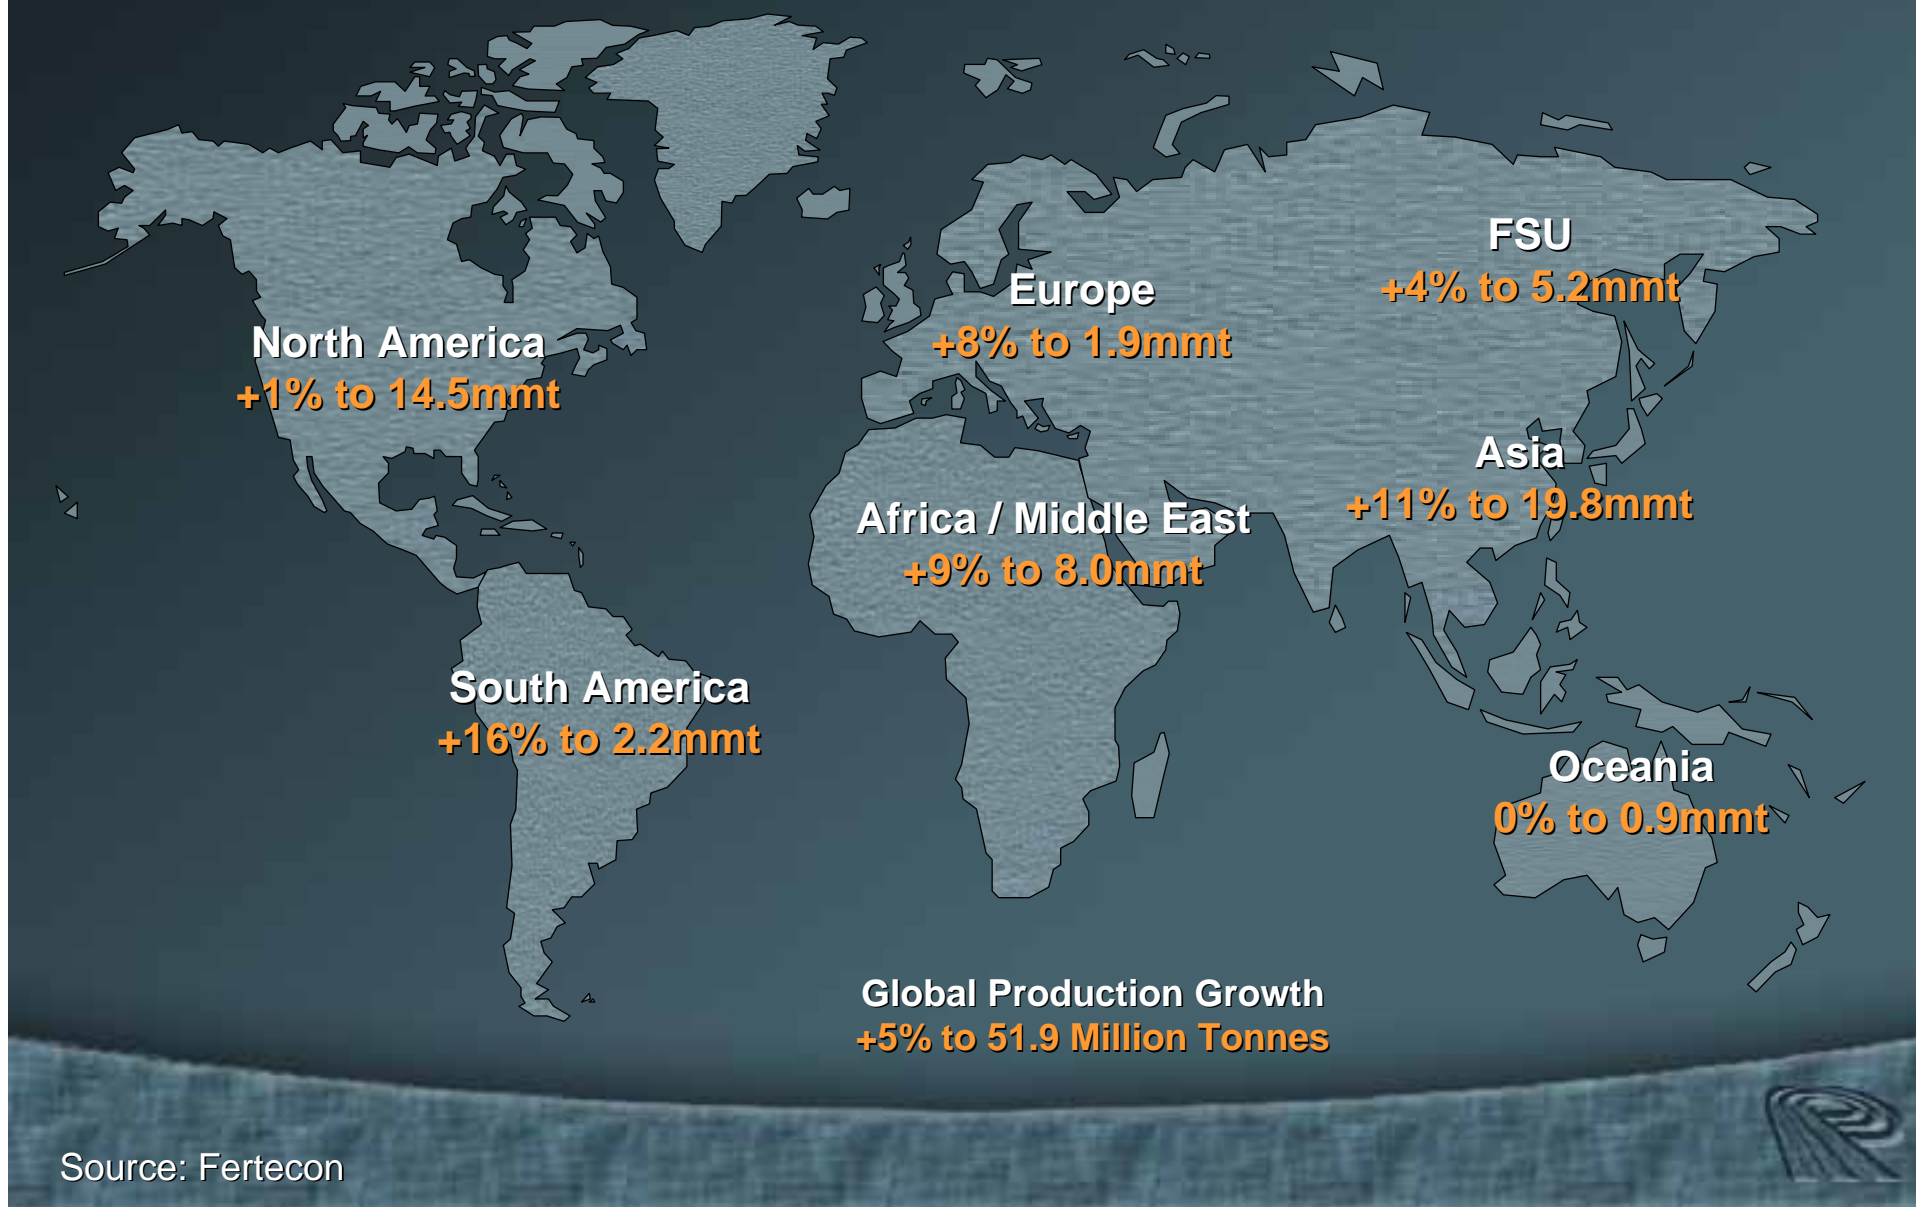 FSU
+4% to 5.2mmt
Europe
+8% to 1.9mmt
North America
+1% to 14.5mmt
Asia
+11% to 19.8mmt
Africa / Middle East
+9% to 8.0mmt
South America
+16% to 2.2mmt
Oceania
0% to 0.9mmt
Global Production Growth
+5% to 51.9 Million Tonnes
Source: Fertecon